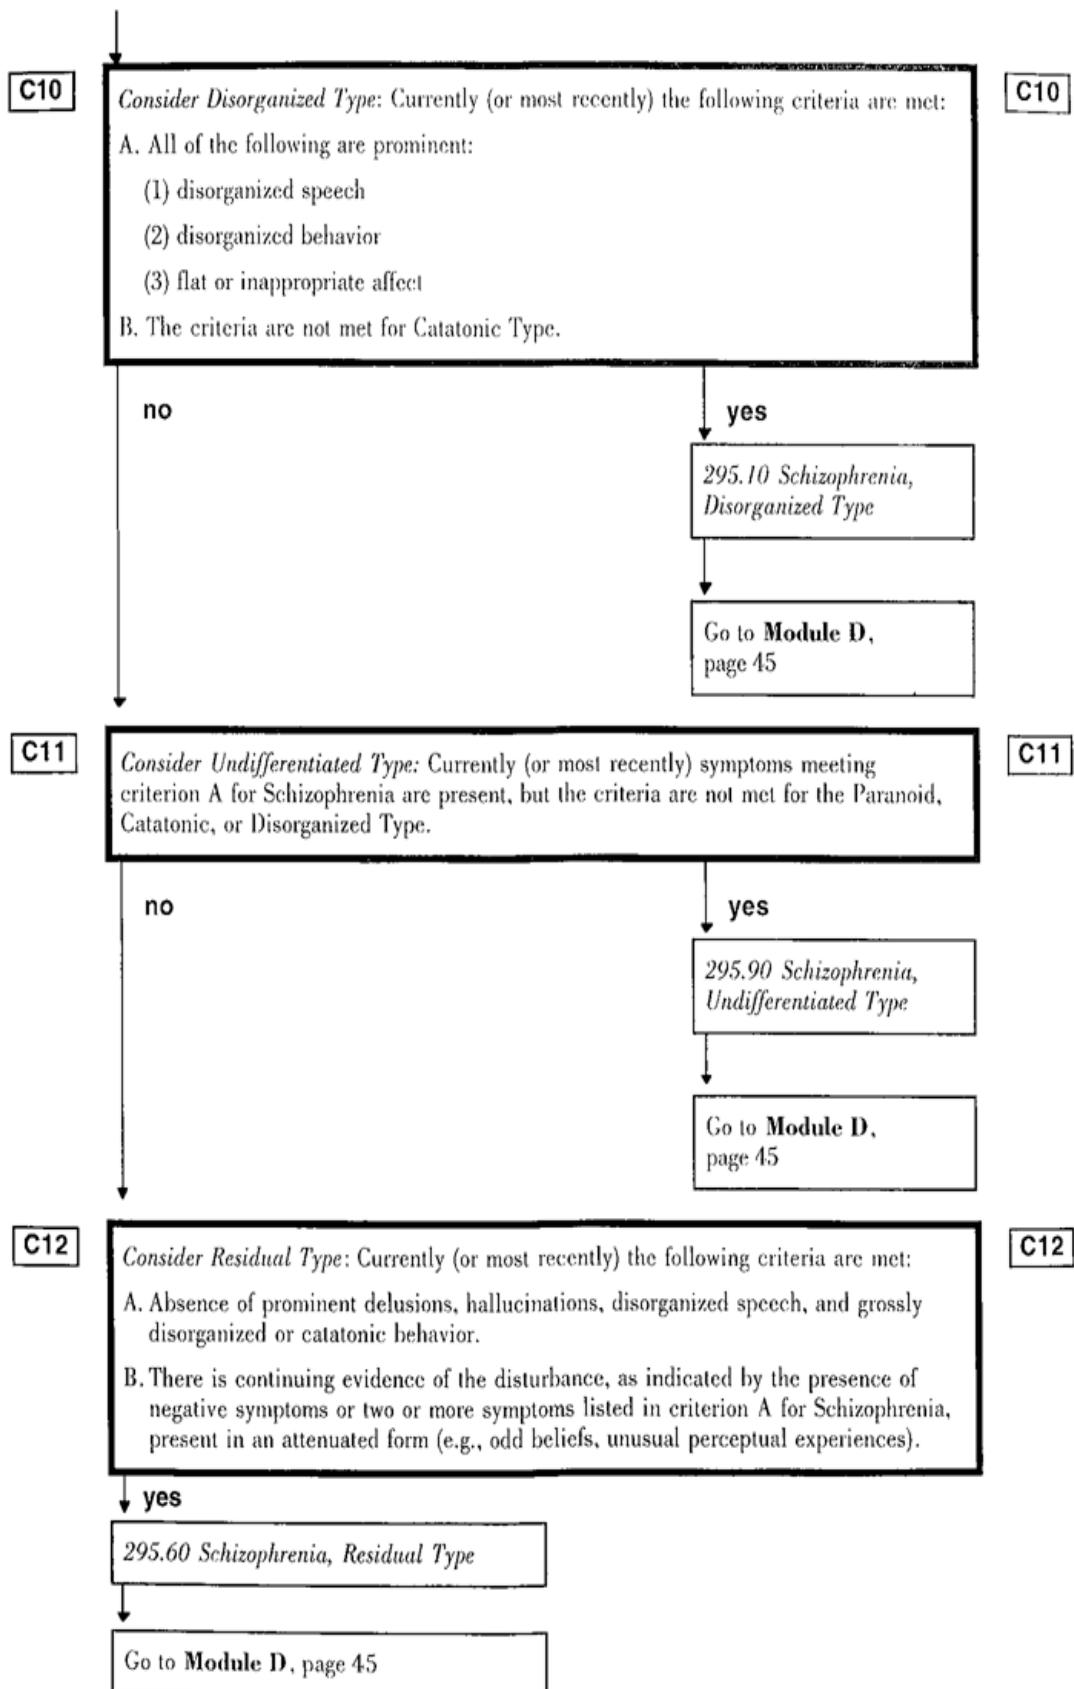 C10
C10
Consider Disorganized Type: Currently (or most recently) the following criteria are met:
A. All of the following are prominent:
(1) disorganized speech
(2) disorganized behavior
(3) flat or inappropriate affect
B. The criteria are not met for Catatonic Type.
no
yes
295.10 Schizophrenia,
Disorganized Type
Go to Module D,
page 45
C11
C11
Consider Undifferentiated Type: Currently (or most recently) symptoms meeting
criterion A for Schizophrenia are present, but the criteria are not met for the Paranoid,
Catatonic, or Disorganized Type.
no
yes
295.90 Schizophrenia,
Undifferentiated Type
Go to Module D,
page 45
C12
C12
Consider Residual Type: Currently (or most recently) the following criteria are met:
A. Absence of prominent delusions, hallucinations, disorganized speech, and grossly
disorganized or catatonic behavior.
B. There is continuing evidence of the disturbance, as indicated by the presence of
negative symptoms or two or more symptoms listed in criterion A for Schizophrenia,
present in an attenuated form (e.g., odd beliefs, unusual perceptual experiences).
yes
295.60 Schizophrenia, Residual Type
Go to Module D, page 45